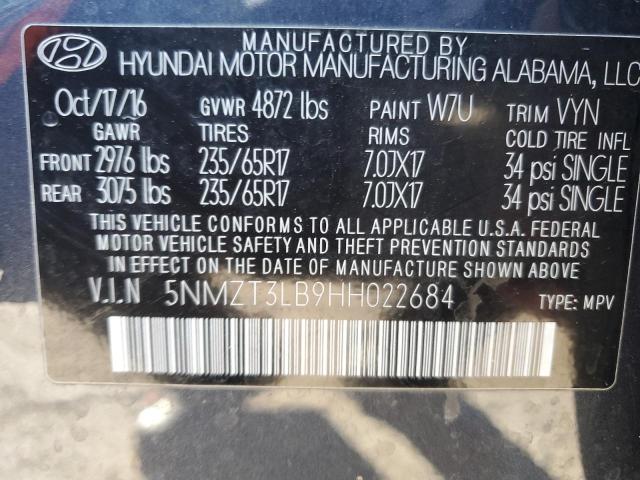 MANUFACTURED BY
HYUNDAI MOTOR MANUFACTURING ALABAMA, LLC
Oct/17/16 GVWR 4872 lbs PAINT W7U TRIM VYN
GAWR TIRES RIMS COLD TIRE INFL
FRONT 2976 lbs 235/65R17 7.0JX17 34 psi SINGLE
REAR 3075 lbs 235/65R17 7.0JX17 34 psi SINGLE
THIS VEHICLE CONFORMS TO ALL APPLICABLE U.S.A. FEDERAL
MOTOR VEHICLE SAFETY AND THEFT PREVENTION STANDARDS
IN EFFECT ON THE DATE OF MANUFACTURE SHOWN ABOVE
V.I.N 5NMZT3LB9HH022684 TYPE: MPV